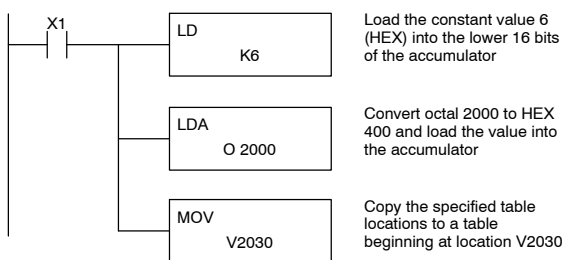 X1
LD
K6
Load the constant value 6
(HEX) into the lower 16 bits
of the accumulator
LDA
O 2000
Convert octal 2000 to HEX
400 and load the value into
the accumulator
MOV
V2030
Copy the specified table
locations to a table
beginning at location V2030